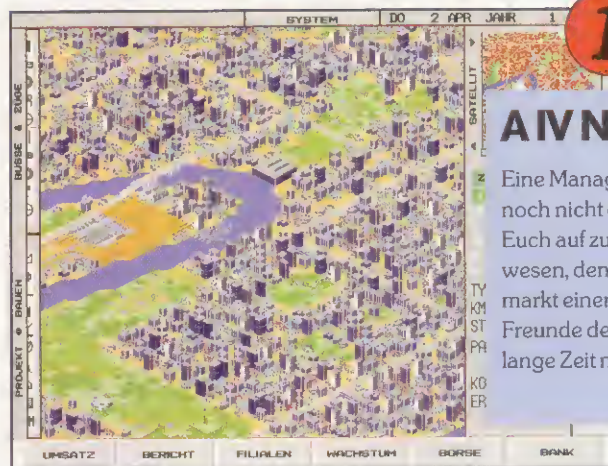 SYSTEM
DO 2 APR JAHR 1
1
BUSSE & ZÜGE
SATELLIT
PROJEKT BAUEN
TY
KM
ST
PA
KO
ER
UMSATZ BERICHT FILIALEN WACHSTUM BÖRSE BANK
A IV N
Eine Manag
noch nicht
Euch auf zu
wesen, den
markt einer
Freunde de
lange Zeit n